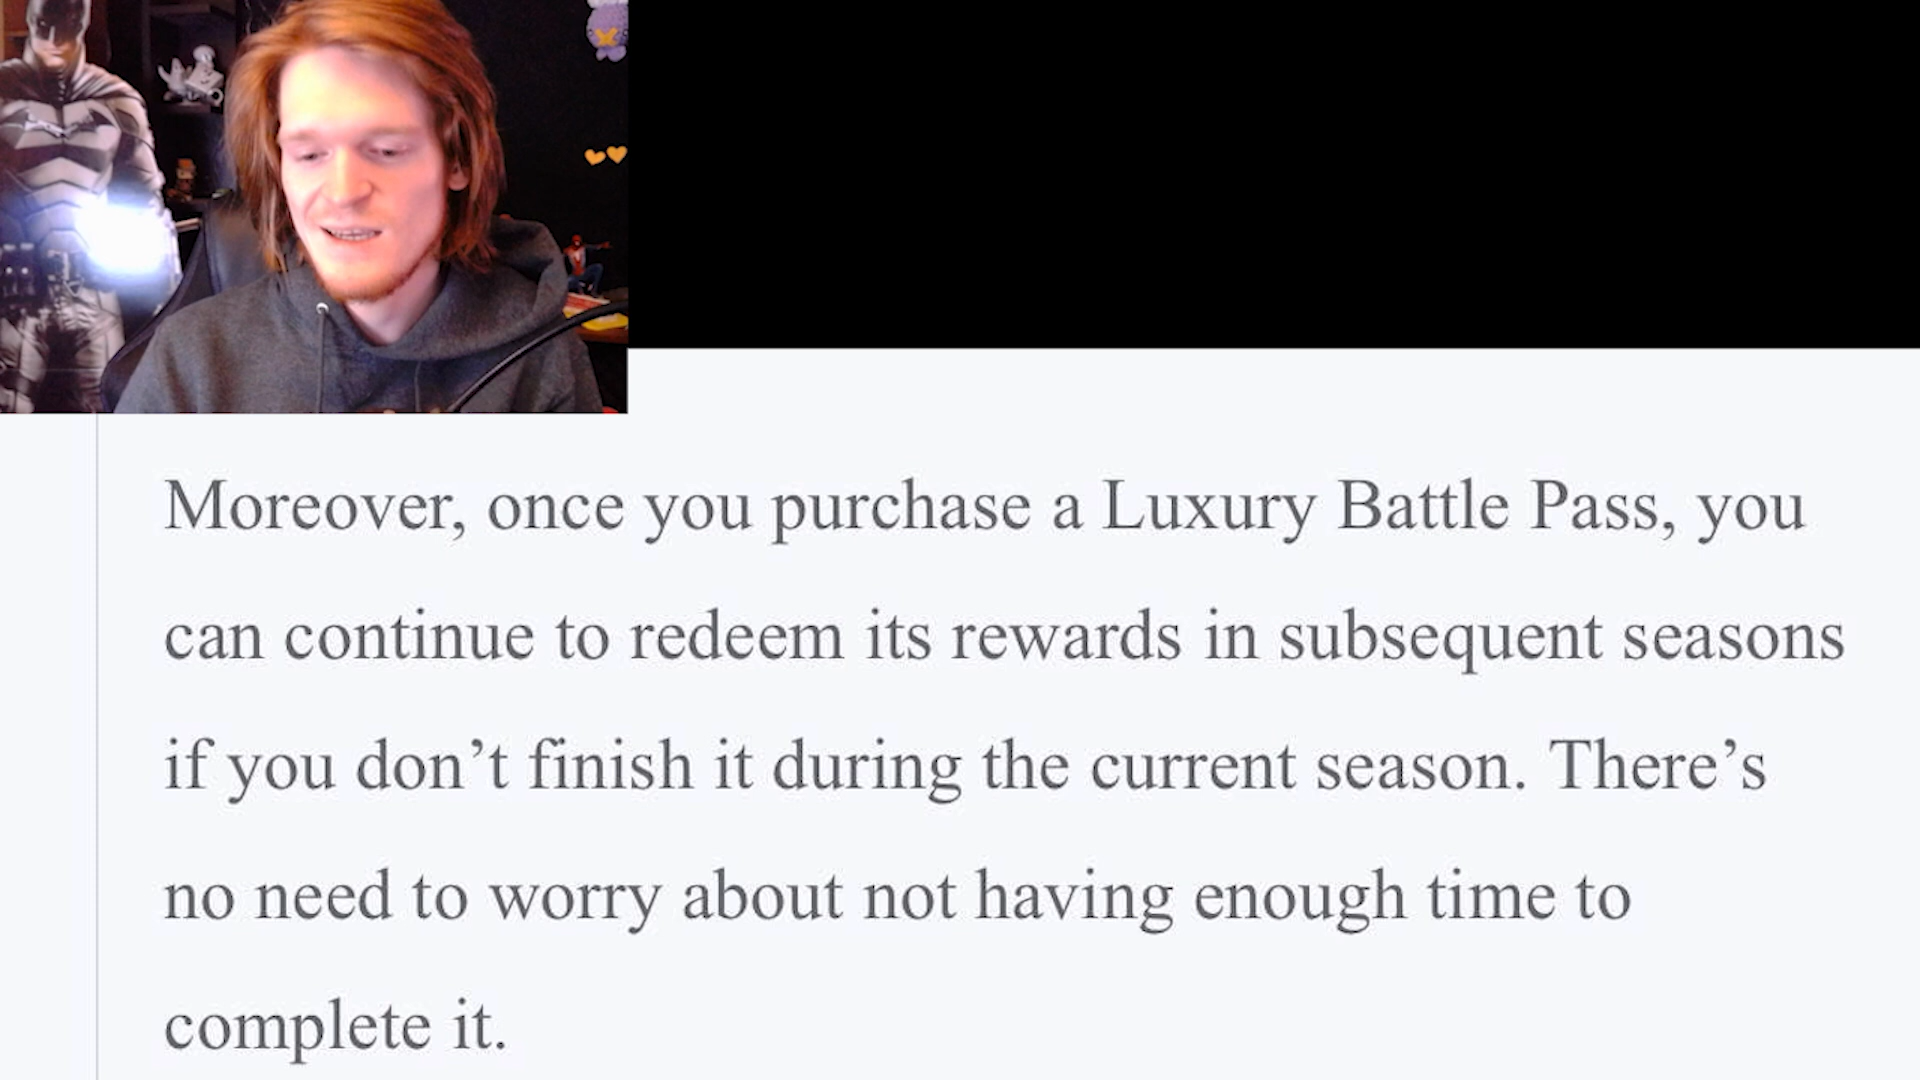 Moreover, once you purchase a Luxury Battle Pass, you
can continue to redeem its rewards in subsequent seasons
if you don’t finish it during the current season. There’s
no need to worry about not having enough time to
complete it.